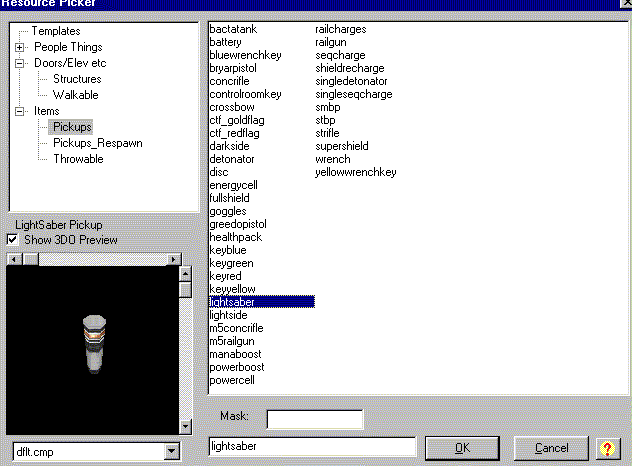 Resource Picker
Templates
People Things
Doors/Elev etc
Structures
Walkable
Items
Pickups
Pickups_Respawn
Throwable
LightSaber Pickup
Show 3DO Preview
dflt.cmp
bactatank
battery
bluewrenchkey
bryarpistol
concrifle
controlroomkey
crossbow
ctf_goldflag
ctf_redflag
darkside
detonator
disc
energycell
fullshield
goggles
greedopistol
healthpack
keyblue
keygreen
keyred
keyyellow
lightsaber
lightside
m5concrifle
m5railgun
manaboost
powerboost
powercell
railcharges
railgun
seqcharge
shieldrecharge
singledetonator
singleseqcharge
smbp
stbp
strifle
supershield
wrench
yellowwrenchkey
Mask:
lightsaber
OK
Cancel
?